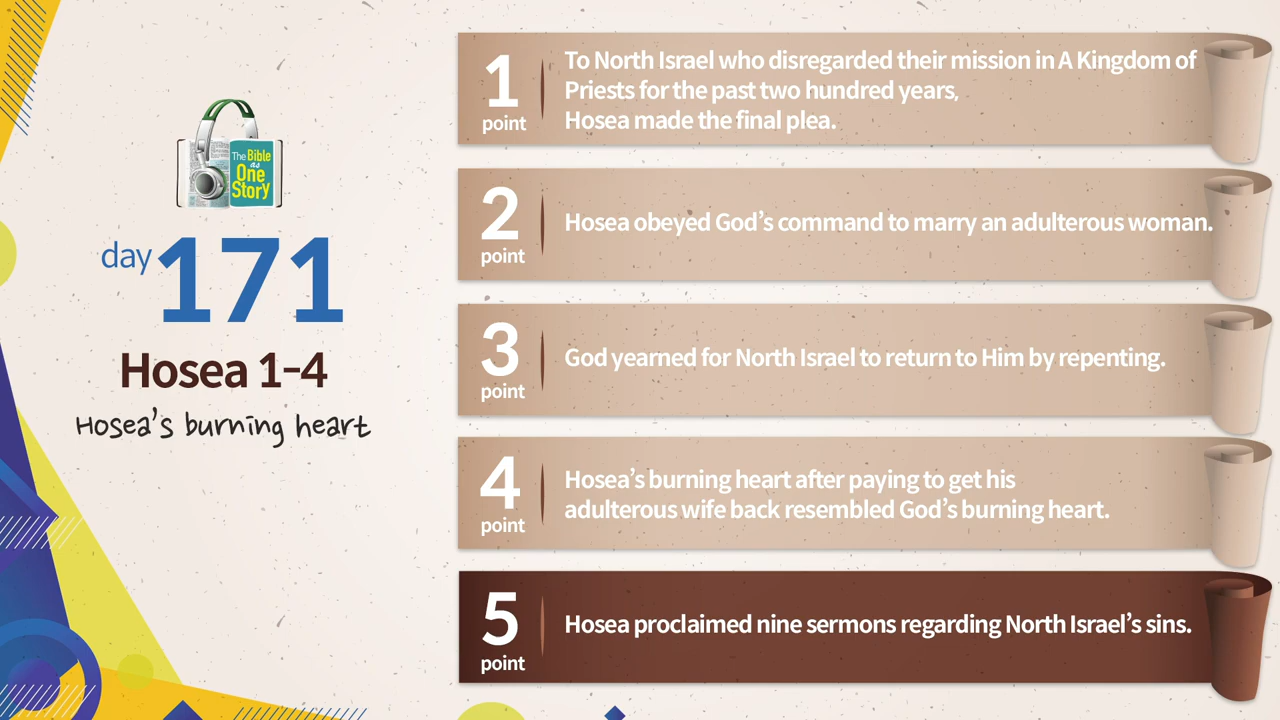 The Bible
as
One
Story
day 171
Hosea 1-4
Hosea's burning heart
1
point
To North Israel who disregarded their mission in A Kingdom of
Priests for the past two hundred years,
Hosea made the final plea.
2
point
Hosea obeyed God's command to marry an adulterous woman.
3
point
God yearned for North Israel to return to Him by repenting.
4
point
Hosea's burning heart after paying to get his
adulterous wife back resembled God's burning heart.
5
point
Hosea proclaimed nine sermons regarding North Israel's sins.